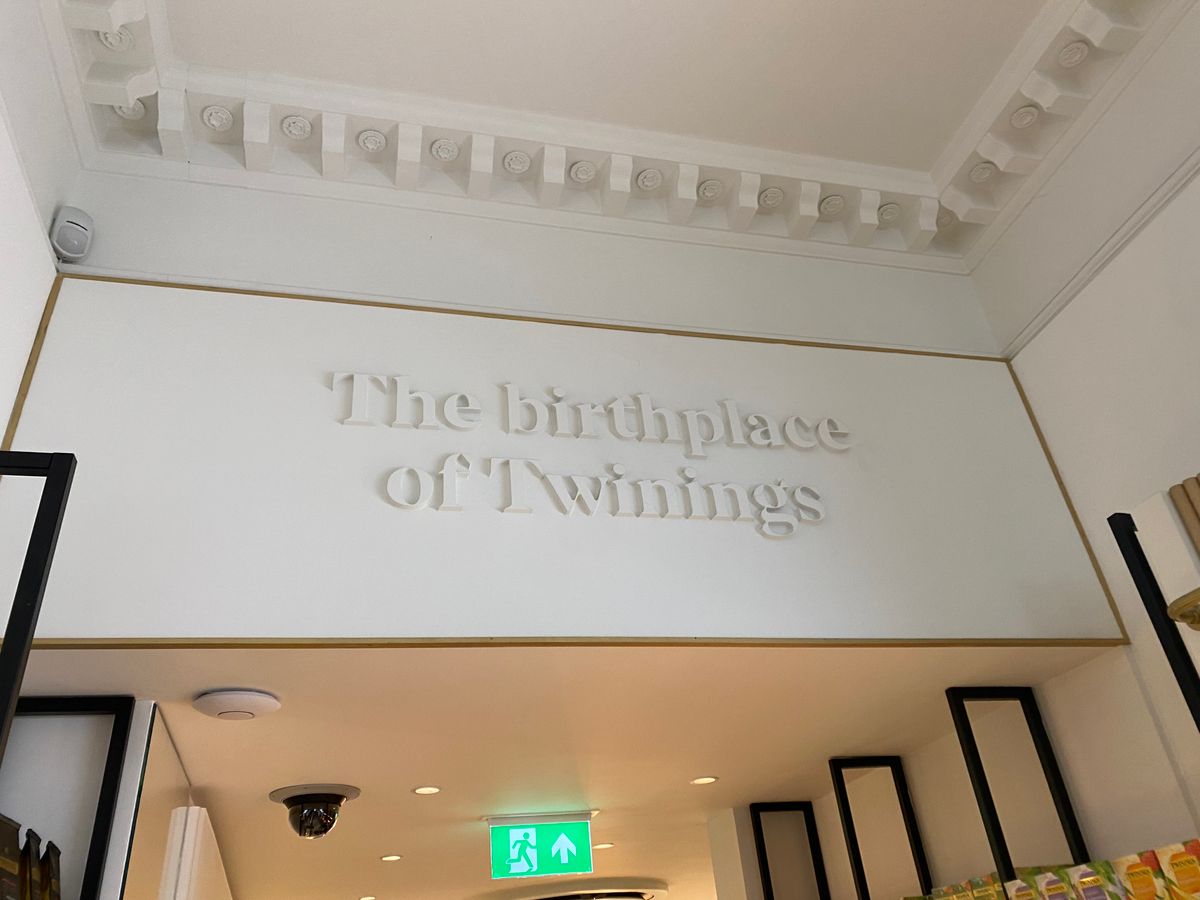 The birthplace
of Twinings